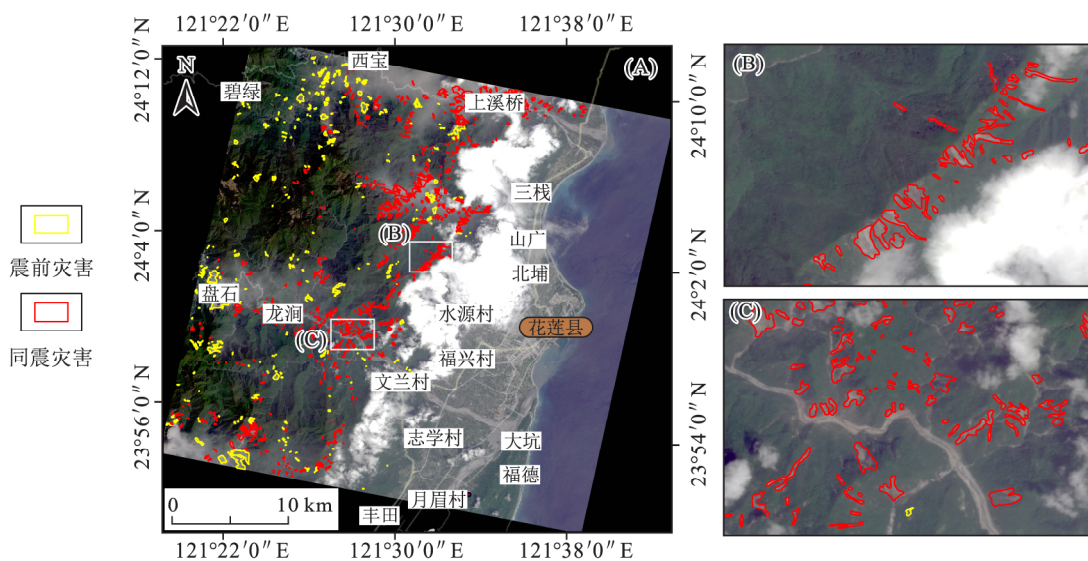 121°22′0″E
121°30′0″E
121°38′0″E
24°12′0″N
24°4′0″N
23°56′0″N
N
(A)
西宝
碧绿
上溪桥
三栈
山广
(B)
北埔
盘石
龙涧
水源村
花莲县
(C)
福兴村
文兰村
志学村
大坑
福德
月眉村
丰田
0
10 km
24°10′0″N
24°2′0″N
23°54′0″N
121°22′0″E
121°30′0″E
121°38′0″E
震前灾害
同震灾害
(B)
(C)